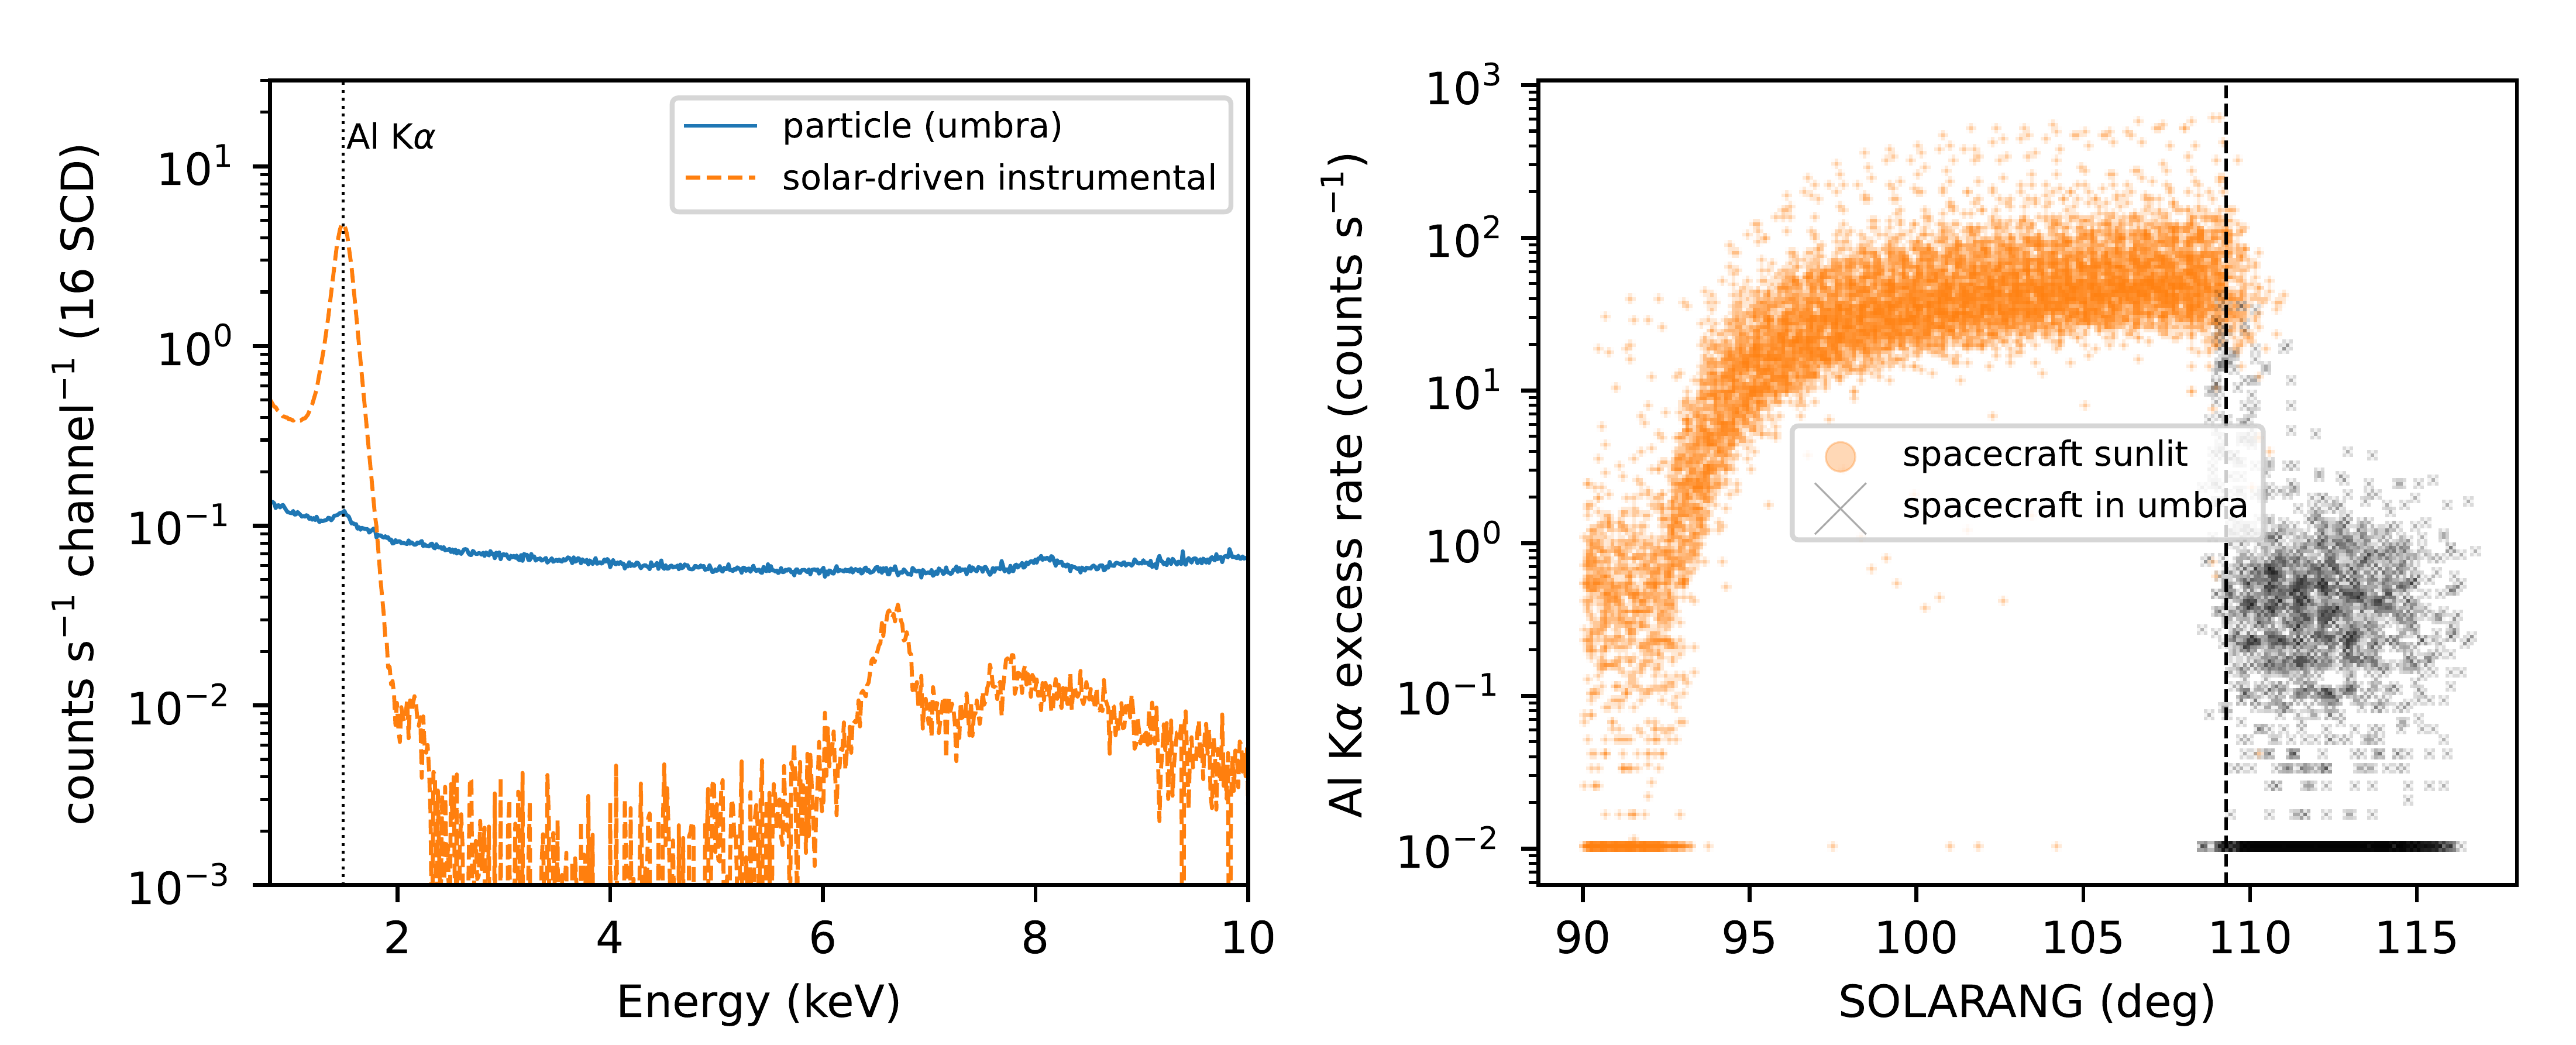 counts s⁻¹ channel⁻¹ (16 SCD)
10¹
10⁰
10⁻¹
10⁻²
10⁻³
Al Kα
particle (umbra)
solar-driven instrumental
2 4 6 8 10
Energy (keV)
Al Kα excess rate (counts s⁻¹)
10³
10²
10¹
10⁰
10⁻¹
10⁻²
spacecraft sunlit
spacecraft in umbra
90 95 100 105 110 115
SOLARANG (deg)